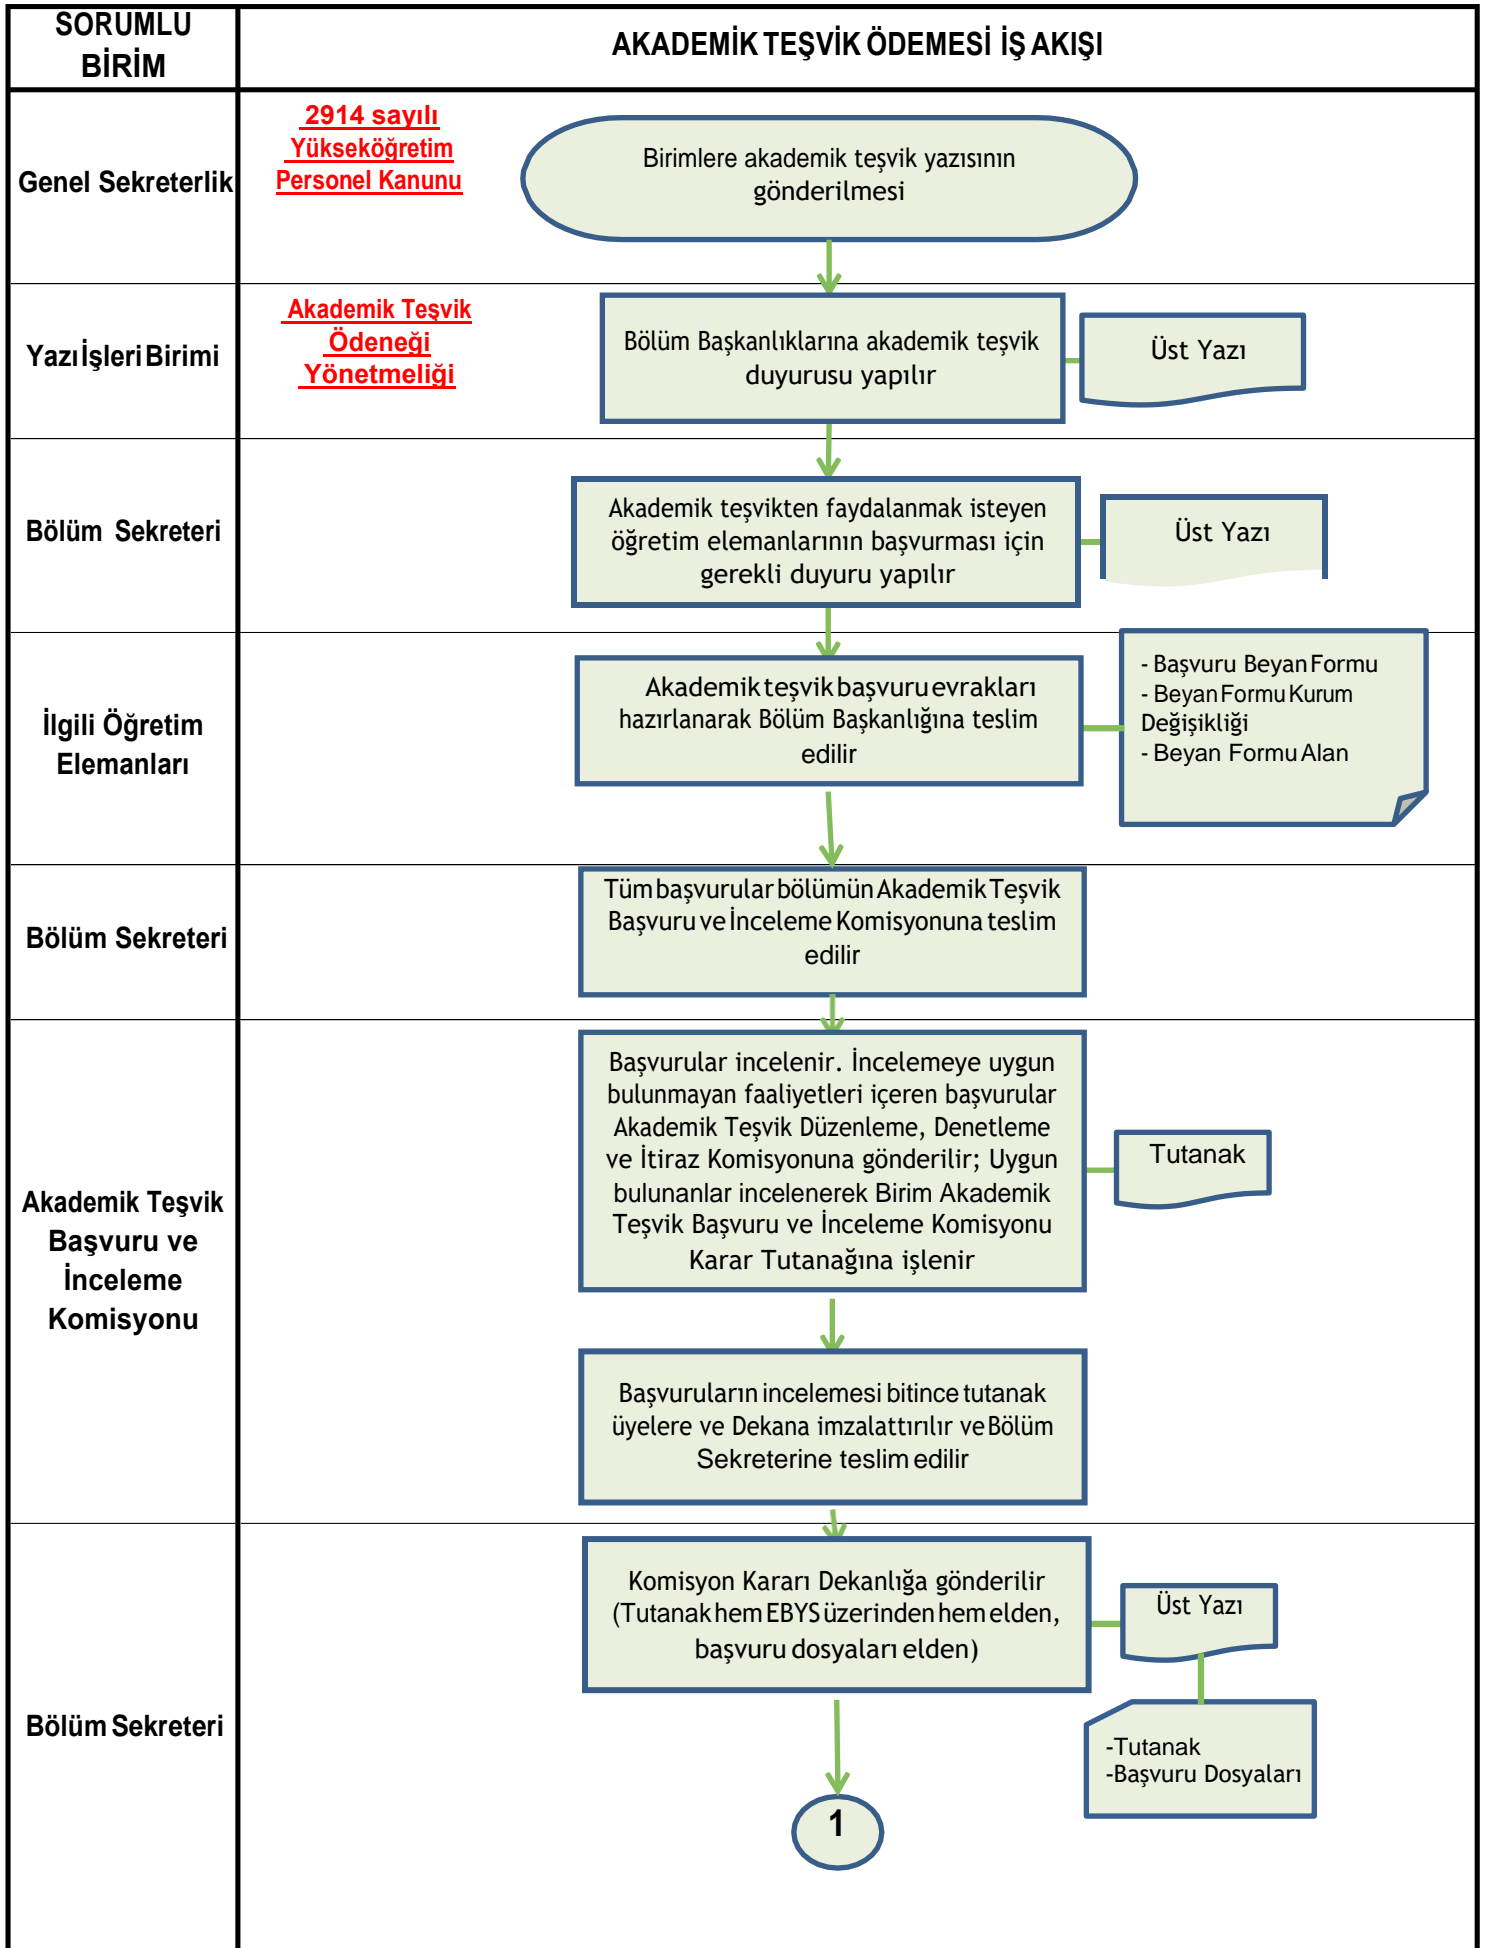 SORUMLU
BİRİM
AKADEMİK TEŞVİK ÖDEMESİ İŞ AKIŞI
Genel Sekreterlik
2914 sayılı
Yükseköğretim
Personel Kanunu
Birimlere akademik teşvik yazısının
gönderilmesi
Yazı İşleri Birimi
Akademik Teşvik
Ödeneği
Yönetmeliği
Bölüm Başkanlıklarına akademik teşvik
duyurusu yapılır
Üst Yazı
Bölüm Sekreteri
Akademik teşvikten faydalanmak isteyen
öğretim elemanlarının başvurması için
gerekli duyuru yapılır
Üst Yazı
İlgili Öğretim
Elemanları
Akademik teşvik başvuru evrakları
hazırlanarak Bölüm Başkanlığına teslim
edilir
- Başvuru Beyan Formu
- Beyan Formu Kurum
Değişikliği
- Beyan Formu Alan
Bölüm Sekreteri
Tüm başvurular bölümün Akademik Teşvik
Başvuru ve İnceleme Komisyonuna teslim
edilir
Akademik Teşvik
Başvuru ve
İnceleme
Komisyonu
Başvurular incelenir. İncelemeye uygun
bulunmayan faaliyetleri içeren başvurular
Akademik Teşvik Düzenleme, Denetleme
ve İtiraz Komisyonuna gönderilir; Uygun
bulunanlar incelenerek Birim Akademik
Teşvik Başvuru ve İnceleme Komisyonu
Karar Tutanağına işlenir
Tutanak
Başvuruların incelemesi bitince tutanak
üyelere ve Dekana imzalattırılır ve Bölüm
Sekreterine teslim edilir
Bölüm Sekreteri
Komisyon Kararı Dekanlığa gönderilir
(Tutanak hem EBYS üzerinden hem elden,
başvuru dosyaları elden)
Üst Yazı
-Tutanak
-Başvuru Dosyaları
1